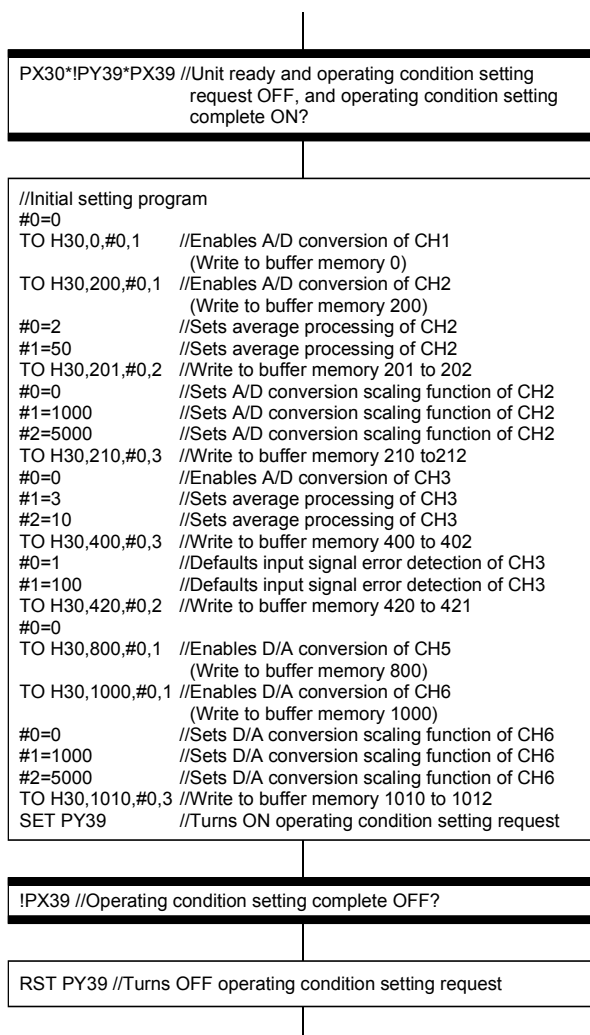 PX30*!PY39*PX39 //Unit ready and operating condition setting
request OFF, and operating condition setting
complete ON?
//Initial setting program
#0=0
TO H30,0,#0,1 //Enables A/D conversion of CH1
(Write to buffer memory 0)
TO H30,200,#0,1 //Enables A/D conversion of CH2
(Write to buffer memory 200)
#0=2 //Sets average processing of CH2
#1=50 //Sets average processing of CH2
TO H30,201,#0,2 //Write to buffer memory 201 to 202
#0=0 //Sets A/D conversion scaling function of CH2
#1=1000 //Sets A/D conversion scaling function of CH2
#2=5000 //Sets A/D conversion scaling function of CH2
TO H30,210,#0,3 //Write to buffer memory 210 to212
#0=0 //Enables A/D conversion of CH3
#1=3 //Sets average processing of CH3
#2=10 //Sets average processing of CH3
TO H30,400,#0,3 //Write to buffer memory 400 to 402
#0=1 //Defaults input signal error detection of CH3
#1=100 //Defaults input signal error detection of CH3
TO H30,420,#0,2 //Write to buffer memory 420 to 421
#0=0
TO H30,800,#0,1 //Enables D/A conversion of CH5
(Write to buffer memory 800)
TO H30,1000,#0,1 //Enables D/A conversion of CH6
(Write to buffer memory 1000)
#0=0 //Sets D/A conversion scaling function of CH6
#1=1000 //Sets D/A conversion scaling function of CH6
#2=5000 //Sets D/A conversion scaling function of CH6
TO H30,1010,#0,3 //Write to buffer memory 1010 to 1012
SET PY39 //Turns ON operating condition setting request
!PX39 //Operating condition setting complete OFF?
RST PY39 //Turns OFF operating condition setting request